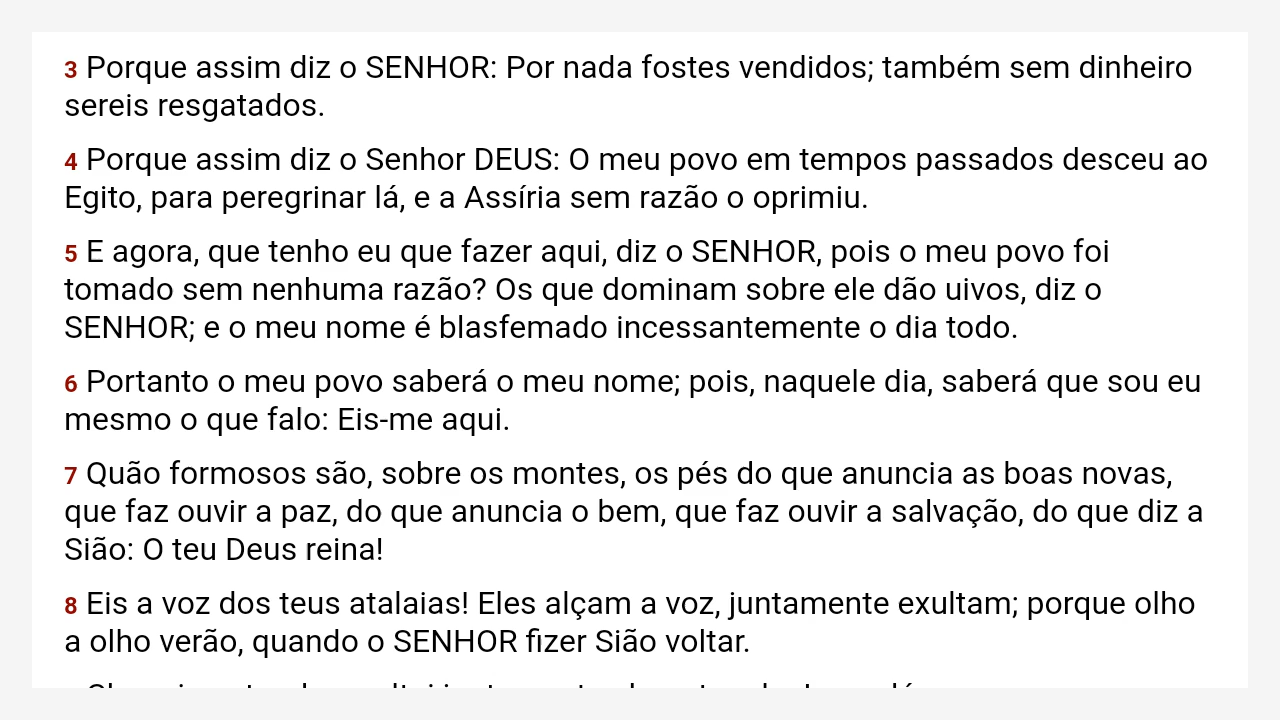 3 Porque assim diz o SENHOR: Por nada fostes vendidos; também sem dinheiro
sereis resgatados.
4 Porque assim diz o Senhor DEUS: O meu povo em tempos passados desceu ao
Egito, para peregrinar lá, e a Assíria sem razão o oprimiu.
5 E agora, que tenho eu que fazer aqui, diz o SENHOR, pois o meu povo foi
tomado sem nenhuma razão? Os que dominam sobre ele dão uivos, diz o
SENHOR; e o meu nome é blasfemado incessantemente o dia todo.
6 Portanto o meu povo saberá o meu nome; pois, naquele dia, saberá que sou eu
mesmo o que falo: Eis-me aqui.
7 Quão formosos são, sobre os montes, os pés do que anuncia as boas novas,
que faz ouvir a paz, do que anuncia o bem, que faz ouvir a salvação, do que diz a
Sião: O teu Deus reina!
8 Eis a voz dos teus atalaias! Eles alçam a voz, juntamente exultam; porque olho
a olho verão, quando o SENHOR fizer Sião voltar.